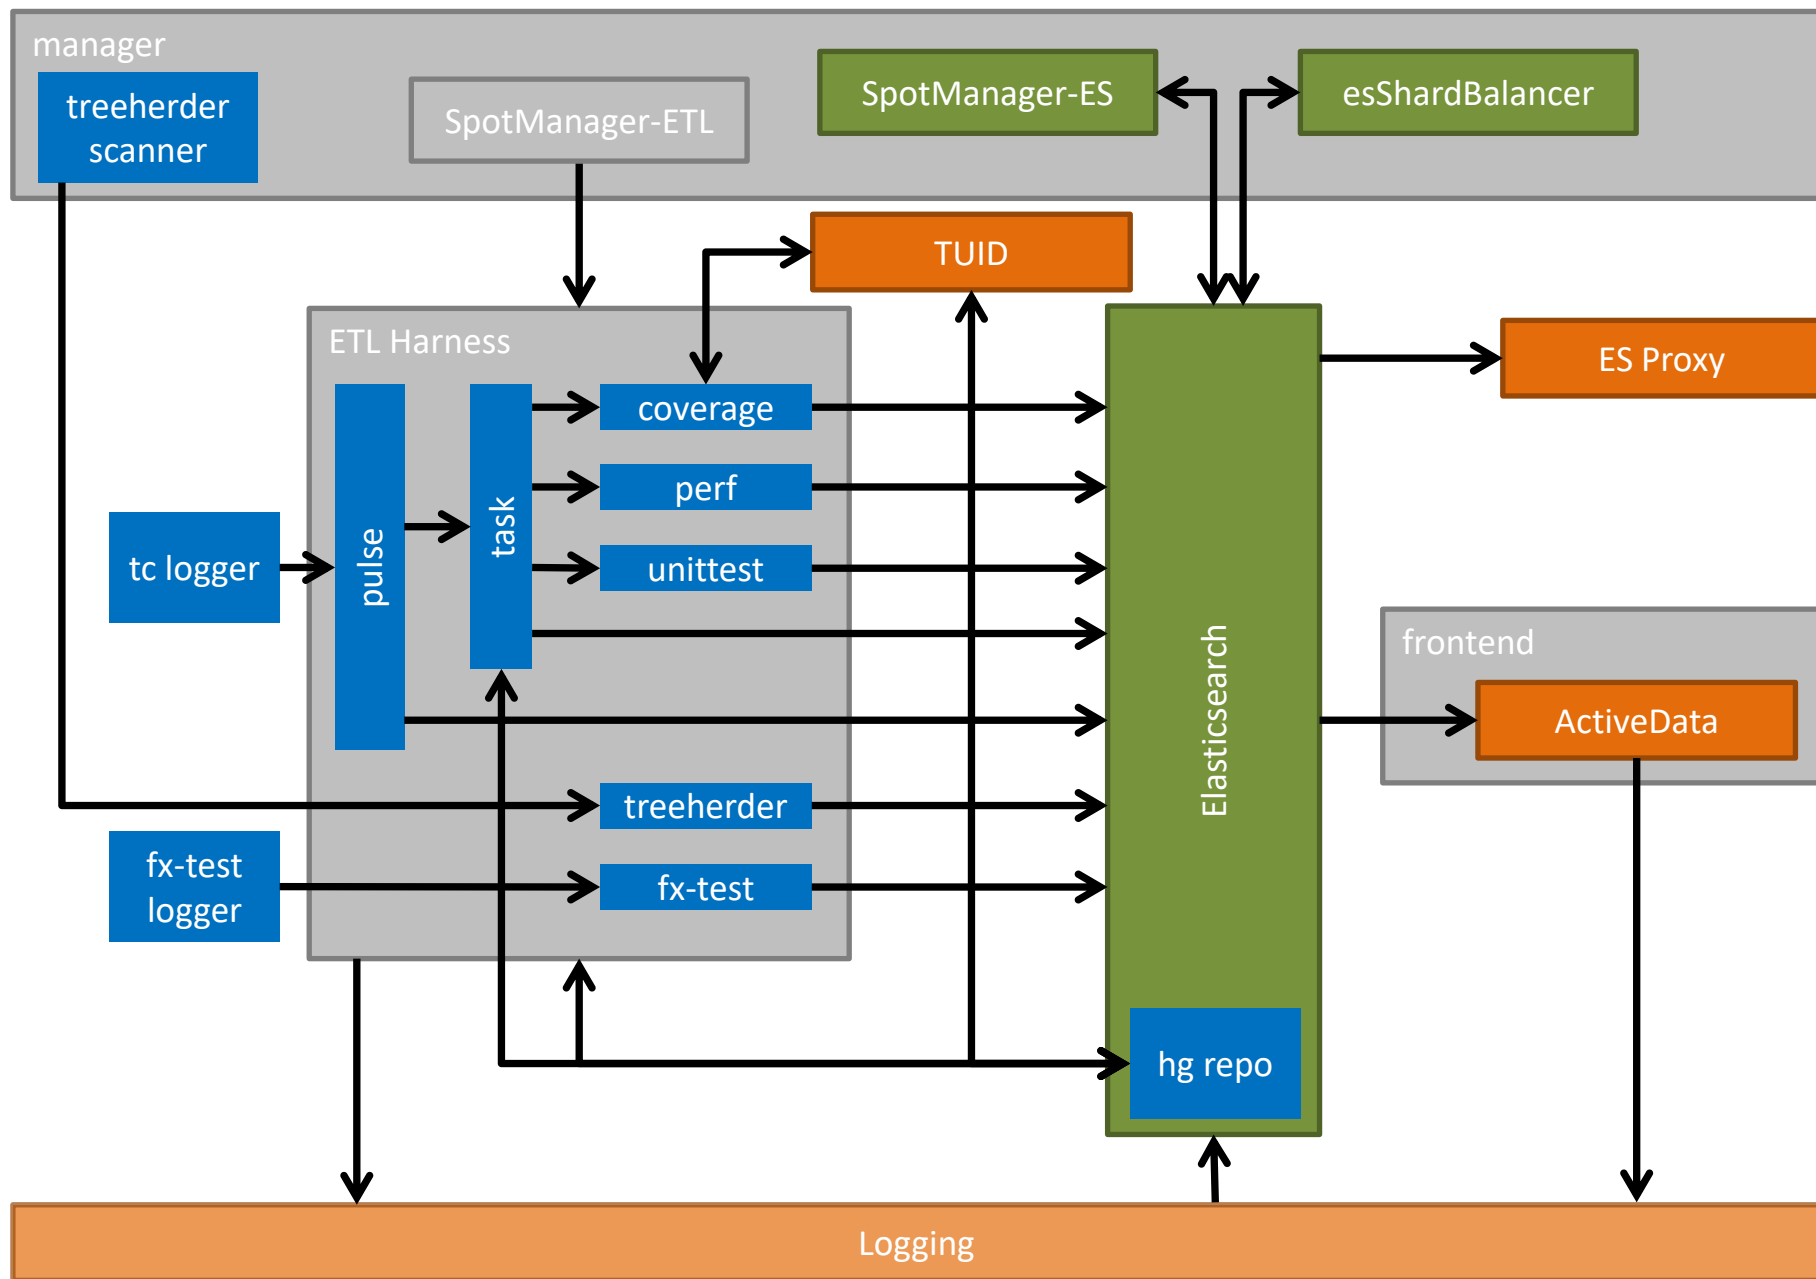 manager
treeherder
scanner
SpotManager-ETL
SpotManager-ES
esShardBalancer
TUID
ETL Harness
ES Proxy
coverage
perf
task
unittest
pulse
tc logger
frontend
Elasticsearch
ActiveData
treeherder
fx-test
logger
fx-test
hg repo
Logging